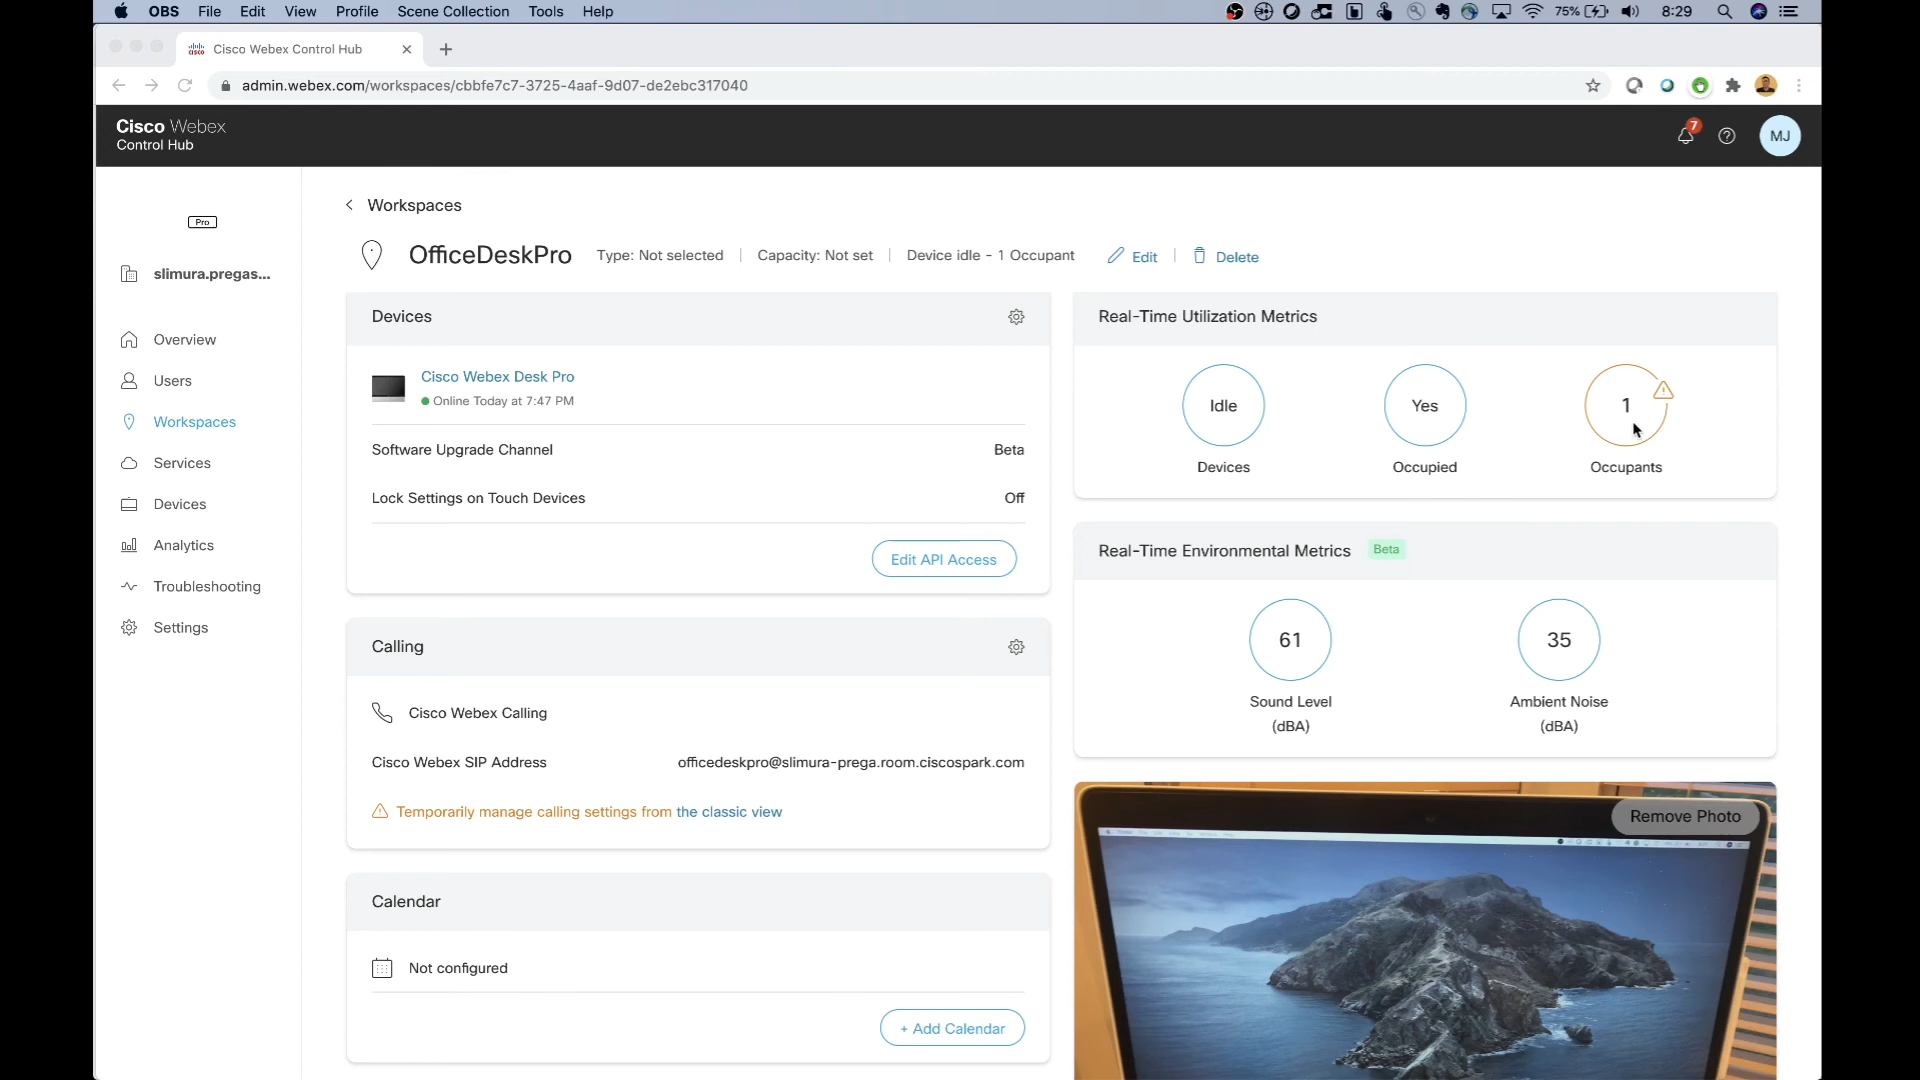 OBS File Edit View Profile Scene Collection Tools Help
75% 8:29
Cisco Webex Control Hub
admin.webex.com/workspaces/cbbfe7c7-3725-4aaf-9d07-de2ebc317040
Cisco Webex
Control Hub
7
MJ
Pro
slimura.pregas...
Overview
Users
Workspaces
Services
Devices
Analytics
Troubleshooting
Settings
Workspaces
OfficeDeskPro Type: Not selected Capacity: Not set Device idle - 1 Occupant Edit Delete
Devices
Cisco Webex Desk Pro
Online Today at 7:47 PM
Software Upgrade Channel Beta
Lock Settings on Touch Devices Off
Edit API Access
Calling
Cisco Webex Calling
Cisco Webex SIP Address officedeskpro@slimura-prega.room.ciscospark.com
Temporarily manage calling settings from the classic view
Calendar
Not configured
+ Add Calendar
Real-Time Utilization Metrics
Idle Yes 1
Devices Occupied Occupants
Real-Time Environmental Metrics Beta
61 35
Sound Level Ambient Noise
(dBA) (dBA)
Remove Photo